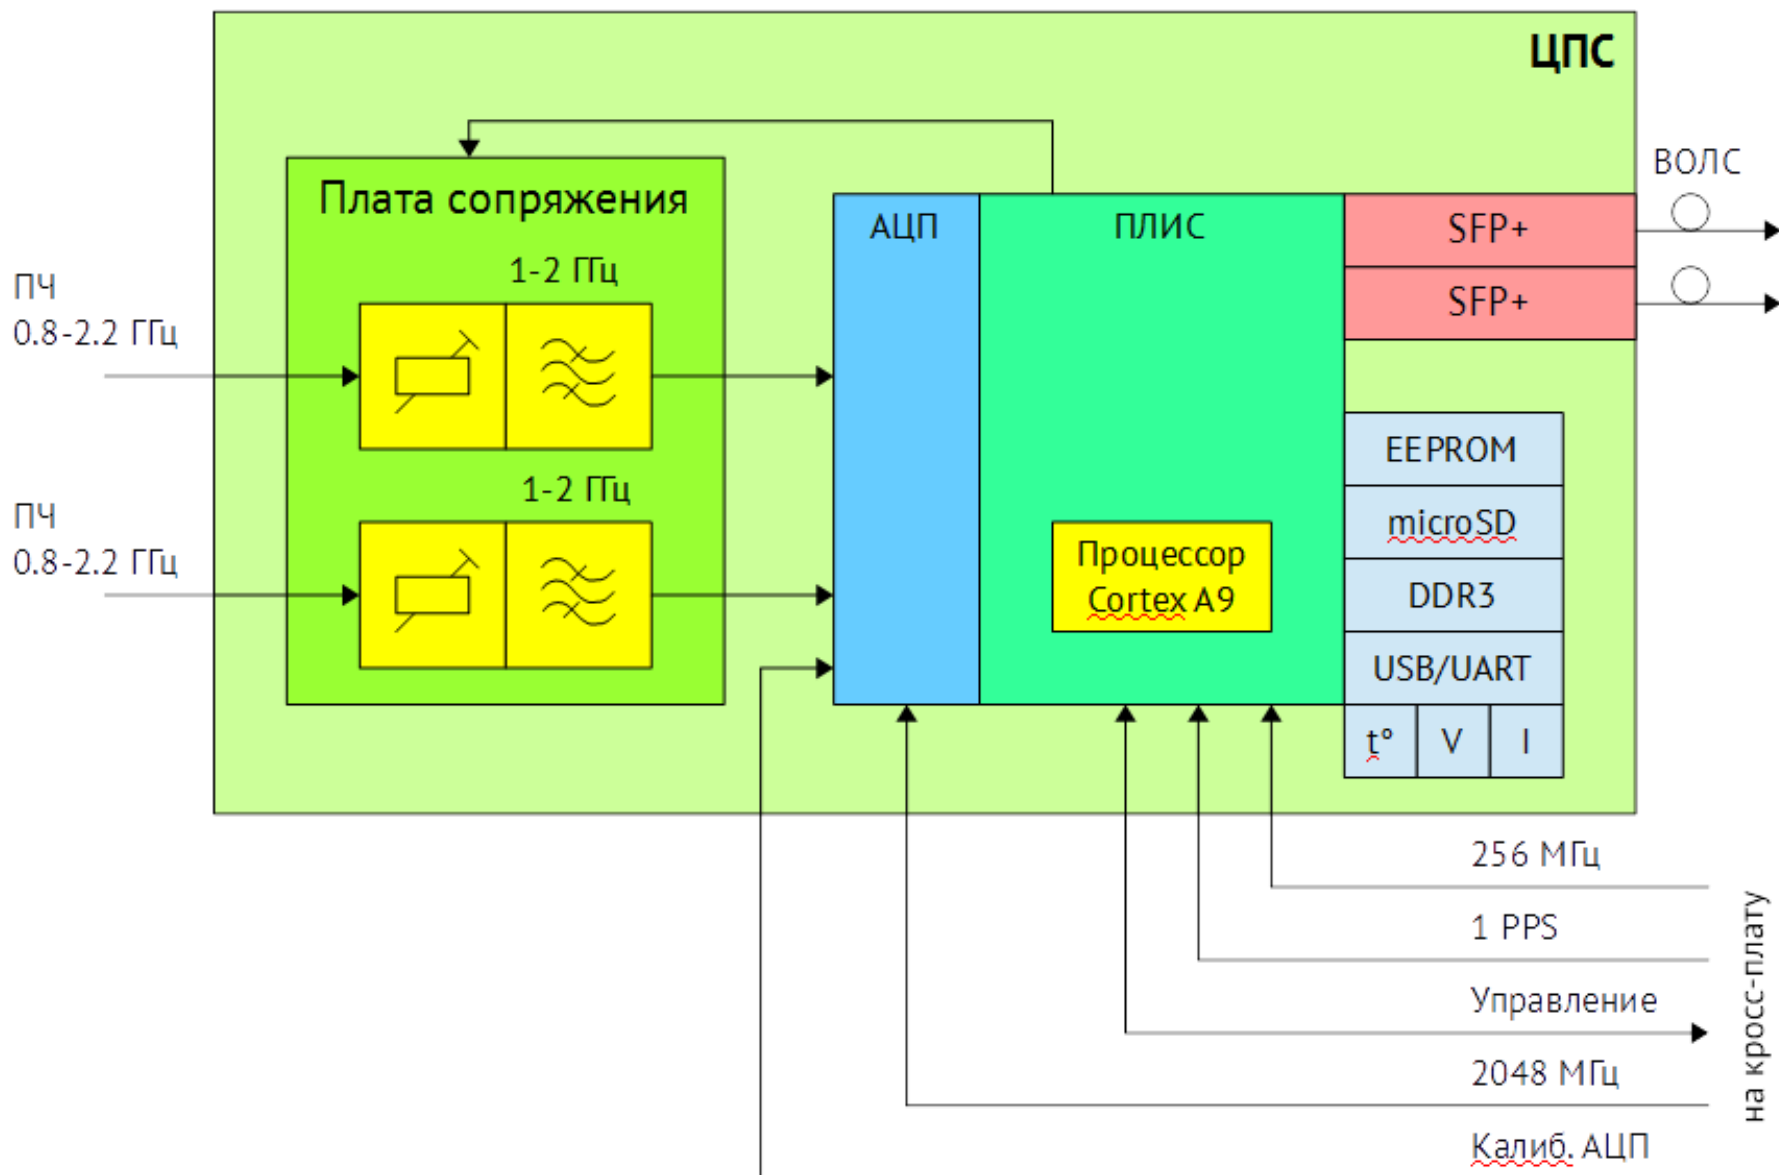 ЦПС
ВОЛС
Плата сопряжения
АЦП
ПЛИС
SFP+
SFP+
1-2 ГГц
ПЧ
0.8-2.2 ГГц
1-2 ГГц
ПЧ
0.8-2.2 ГГц
Процессор
Cortex A9
EEPROM
microSD
DDR3
USB/UART
t° V I
256 МГц
1 PPS
Управление
2048 МГц
Калиб. АЦП
на кросс-плату